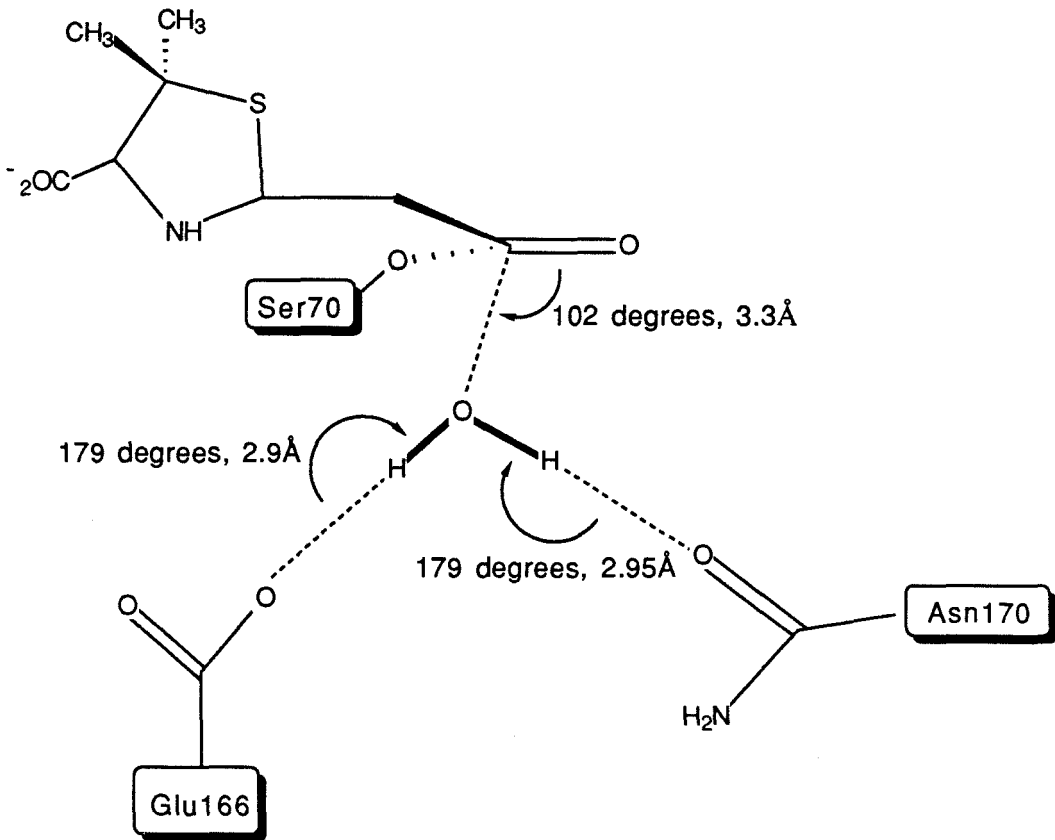 CH3
CH3
S
-2OC
NH
O
O
Ser70
102 degrees, 3.3Å
O
179 degrees, 2.9Å
H
H
179 degrees, 2.95Å
O
O
O
Asn170
H2N
Glu166